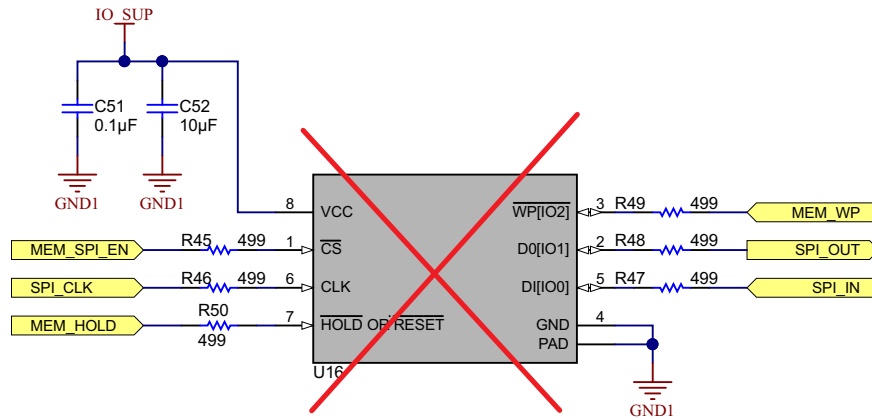 IO_SUP
C51
0.1µF
C52
10µF
GND1
GND1
8
VCC
WP[IO2]
3
R49
499
MEM_WP
MEM_SPI_EN
R45
499
1
CS
D0[IO1]
2
R48
499
SPI_OUT
SPI_CLK
R46
499
6
CLK
DI[IO0]
5
R47
499
SPI_IN
MEM_HOLD
R50
499
7
HOLD OR RESET
GND
4
PAD
U16
GND1